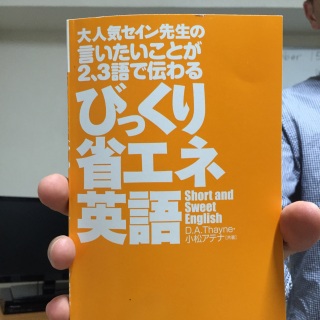 大人気セイン先生の
言いたいことが
2、3語で伝わる
びっくり
省エネ
英語
Short and
Sweet
English
D.A.Thayne・
小松アテナ(共著)